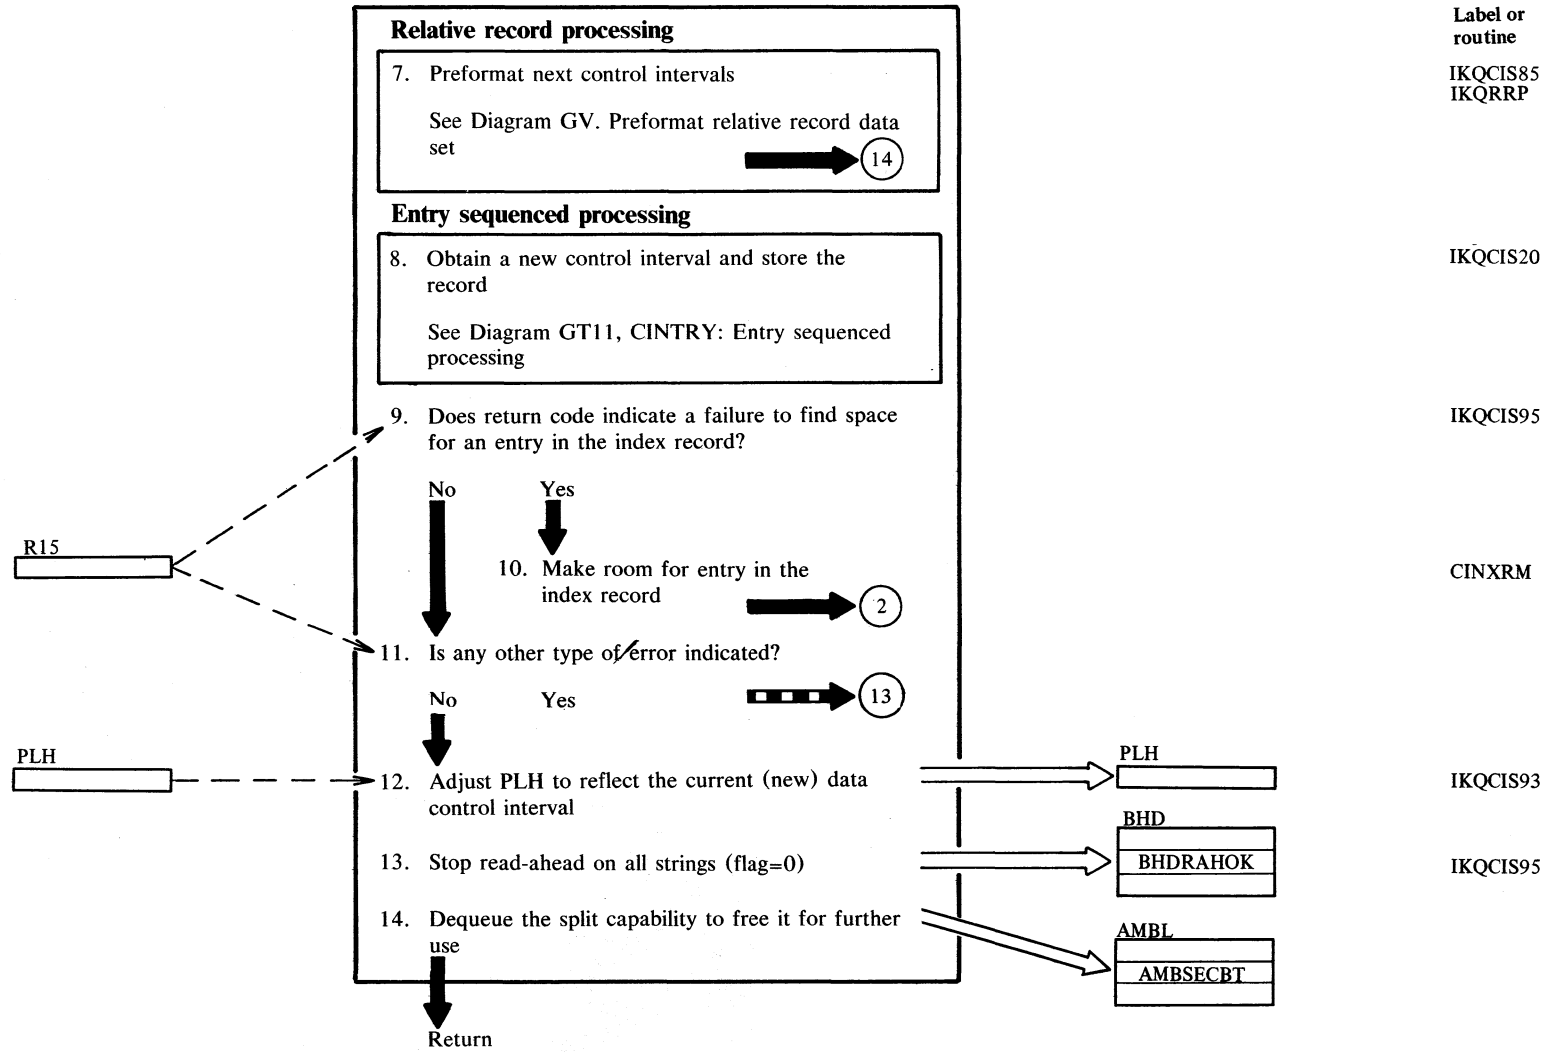 Label or
routine
Relative record processing
7. Preformat next control intervals
IKQCIS85
IKQRRP
See Diagram GV. Preformat relative record data
set
14
Entry sequenced processing
8. Obtain a new control interval and store the
record
IKQCIS20
See Diagram GT11, CINTRY: Entry sequenced
processing
9. Does return code indicate a failure to find space
for an entry in the index record?
IKQCIS95
No Yes
R15
10. Make room for entry in the
index record
CINXRM
2
11. Is any other type of error indicated?
No Yes
13
PLH
12. Adjust PLH to reflect the current (new) data
control interval
PLH
IKQCIS93
13. Stop read-ahead on all strings (flag=0)
BHD
BHDRAHOK
IKQCIS95
14. Dequeue the split capability to free it for further
use
AMBL
AMBSECBT
Return